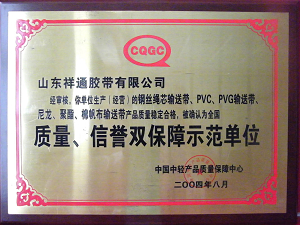 CQGC
山东祥通胶带有限公司
经审核，你单位生产（经营）的钢丝绳芯输送带、PVC、PVG输送带、
尼龙、聚酯、棉帆布输送带产品质量稳定合格，被确认为全国
质量、信誉双保障示范单位
中国中轻产品质量保障中心
二〇〇四年八月